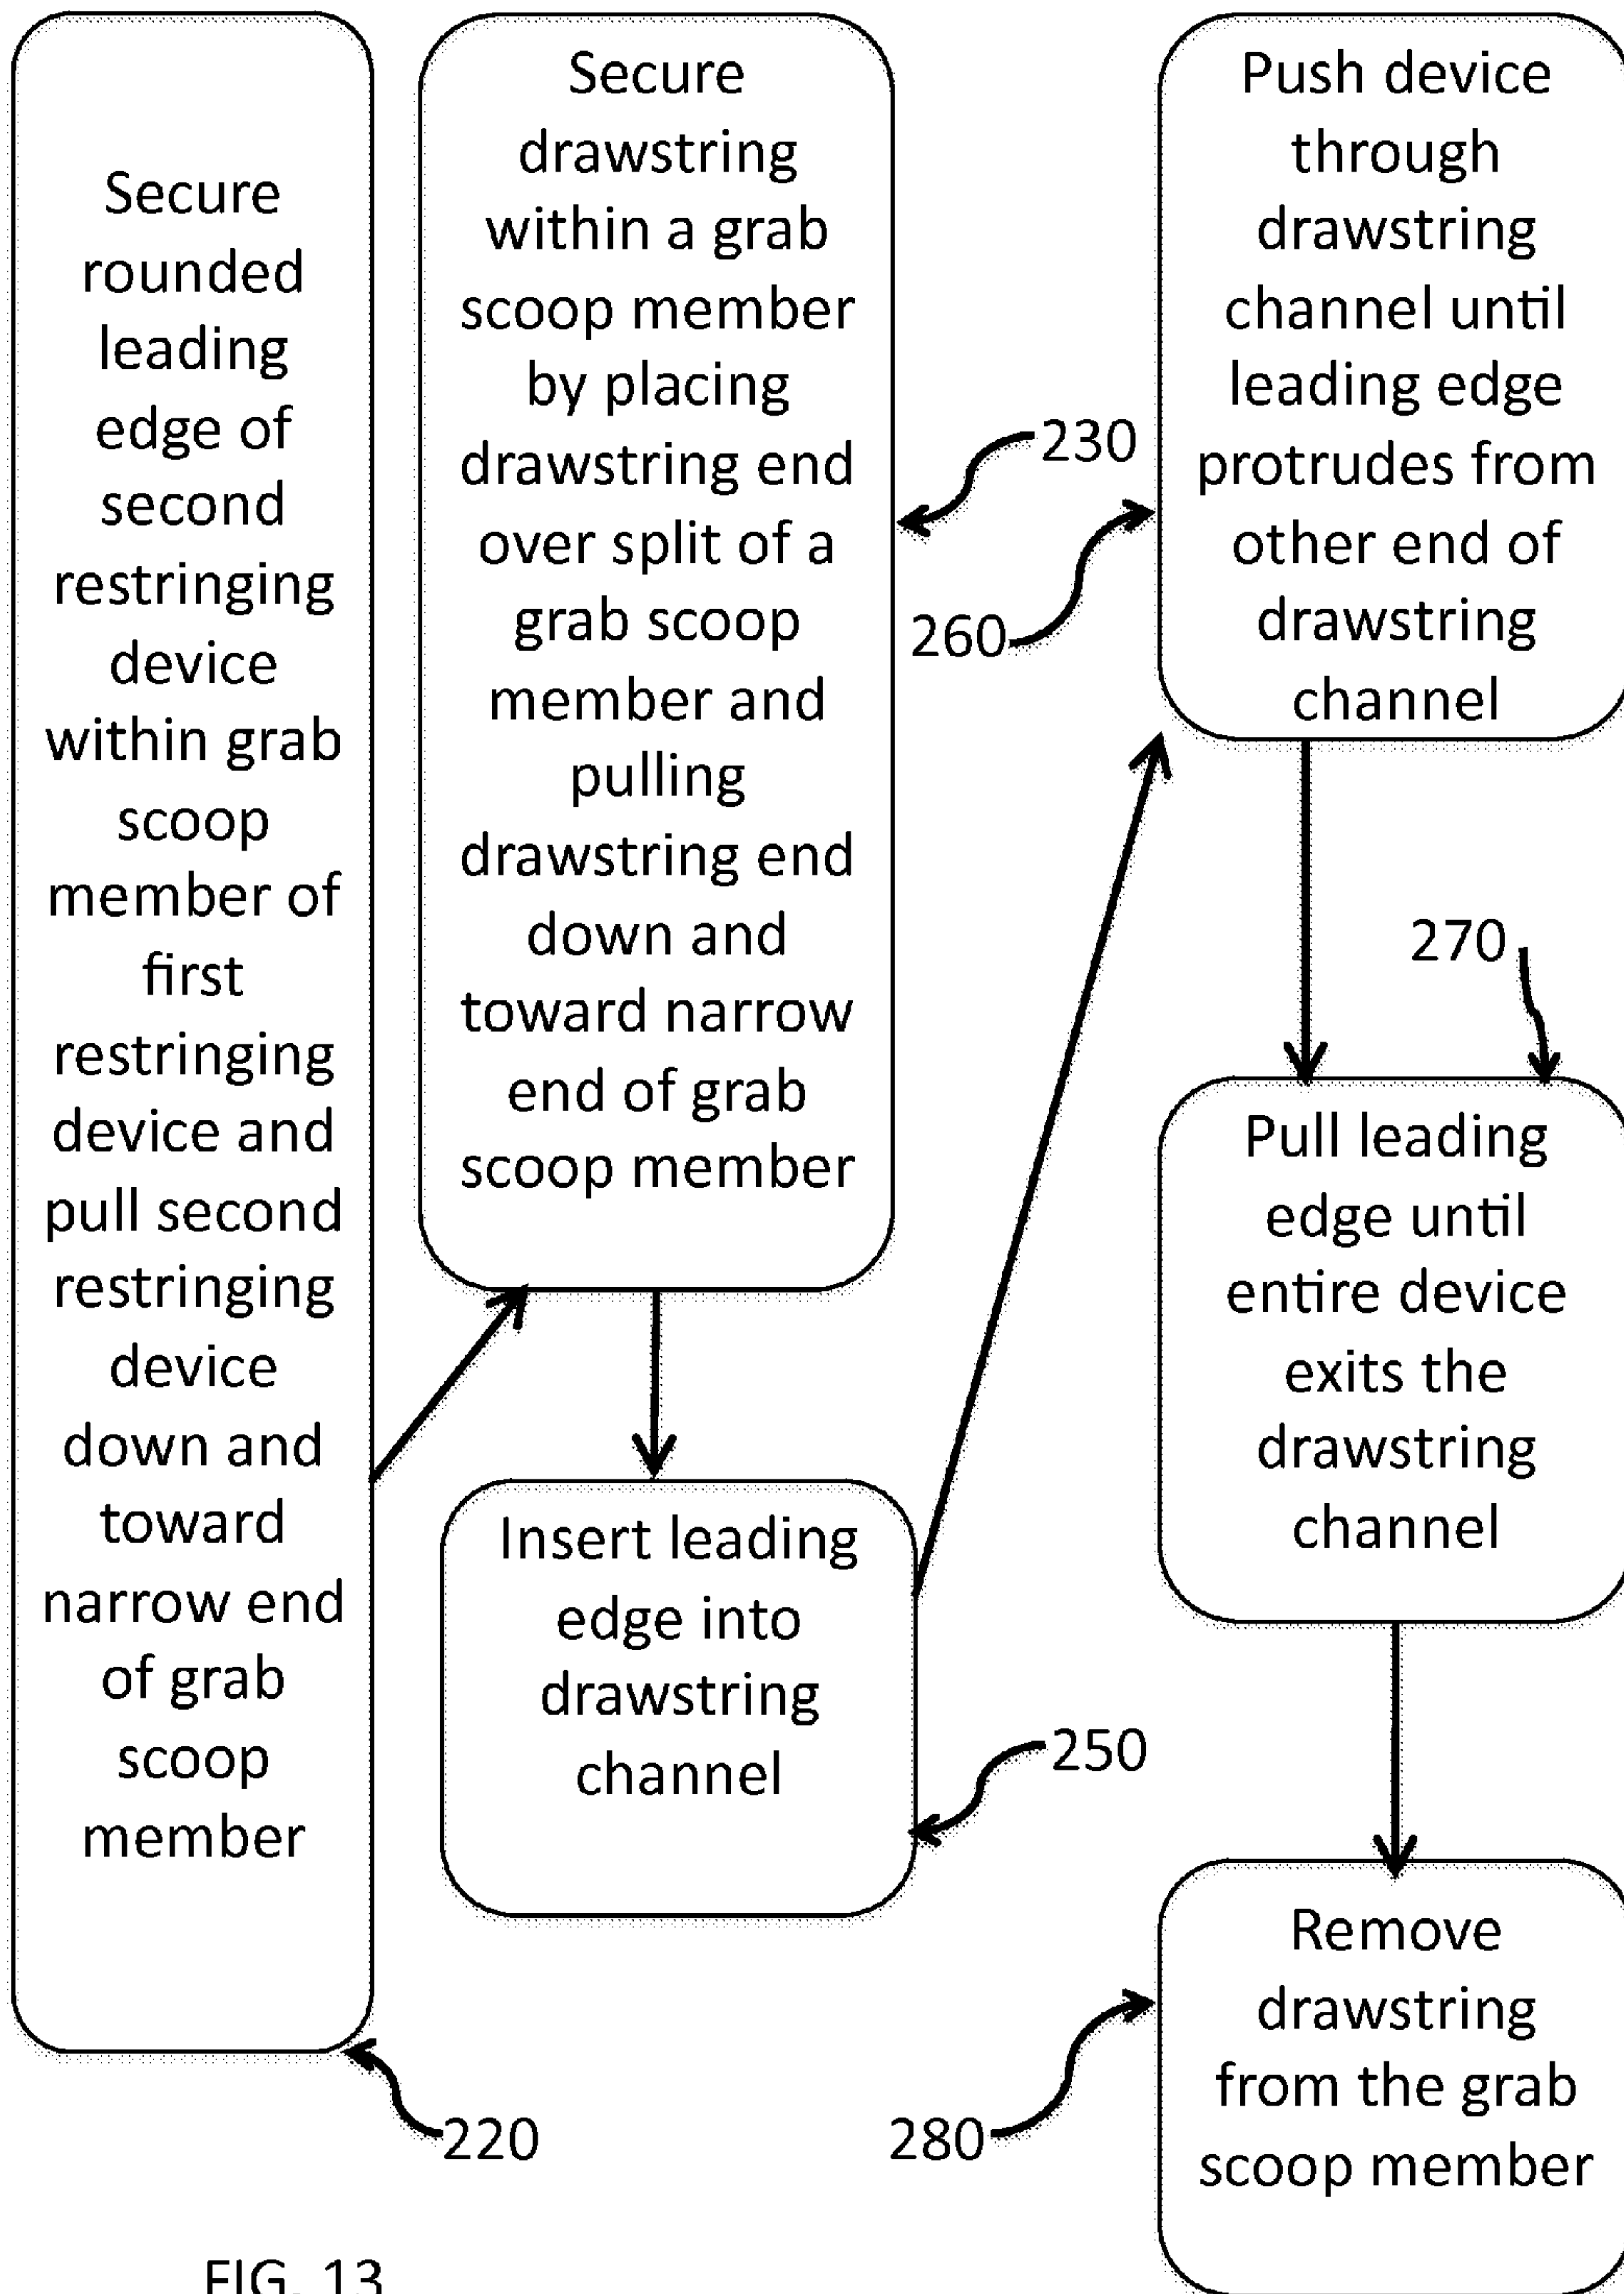 Secure
rounded
leading
edge of
second
restringing
device
within grab
scoop
member of
first
restringing
device and
pull second
restringing
device
down and
toward
narrow end
of grab
scoop
member
220
Secure
drawstring
within a grab
scoop member
by placing
drawstring end
over split of a
grab scoop
member and
pulling
drawstring end
down and
toward narrow
end of grab
scoop member
230
Insert leading
edge into
drawstring
channel
250
Push device
through
drawstring
channel until
leading edge
protrudes from
other end of
drawstring
channel
260
270
Pull leading
edge until
entire device
exits the
drawstring
channel
Remove
drawstring
from the grab
scoop member
280
FIG. 13